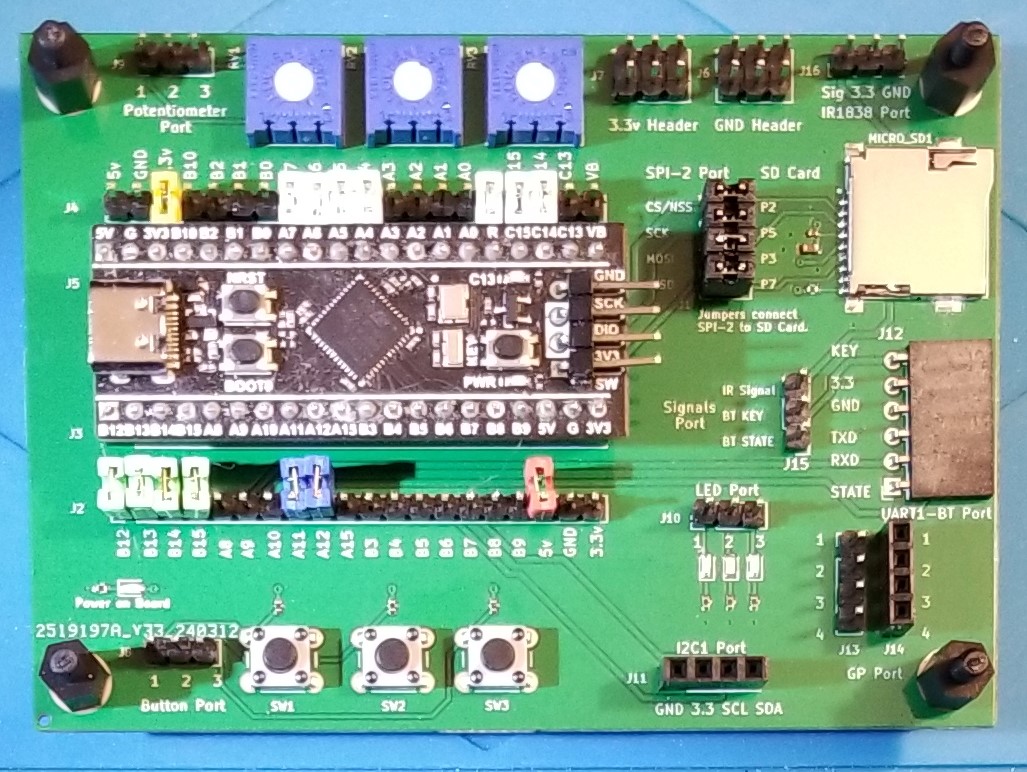 J9
RV1
RV2
RV3
1 2 3
Potentiometer
Port
J7
J6
J16
3.3v Header
GND Header
Sig 3.3 GND
IR1838 Port
MICRO_SD1
5v GND B10 B2 B1 B0 A3 A2 A1 A0 C13 VB
J4
SPI-2 Port SD Card
CS/NSS P2
SCK P5
MOSI P3
P7
Jumpers connect
SPI-2 to SD Card.
5V G 3V3 B10 B2 B1 B0 A7 A6 A5 A4 A3 A2 A1 A0 R C15 C14 C13 VB
J5
NRST
C13
BOOT0
KEY
PWR
GND
SCK
DIO
3V3
SW
J12
KEY
3.3
GND
TXD
RXD
STATE
UART1-BT Port
IR Signal
BT KEY
BT STATE
Signals
Port
J15
J3
B12 B13 B14 B15 A8 A9 A10 A11 A12 A15 B3 B4 B5 B6 B7 B8 B9 5V G 3V3
J2
B12 B13 B14 B15 A8 A9 A10 A11 A12 A15 B3 B4 B5 B6 B7 B8 B9 5v GND 3.3v
LED Port
J10
1 2 3
1
2
3
4
J13
1
2
3
4
J14
GP Port
Power on Board
2519197A_Y33_240312
1 2 3
Button Port
SW1
SW2
SW3
I2C1 Port
J11
GND 3.3 SCL SDA